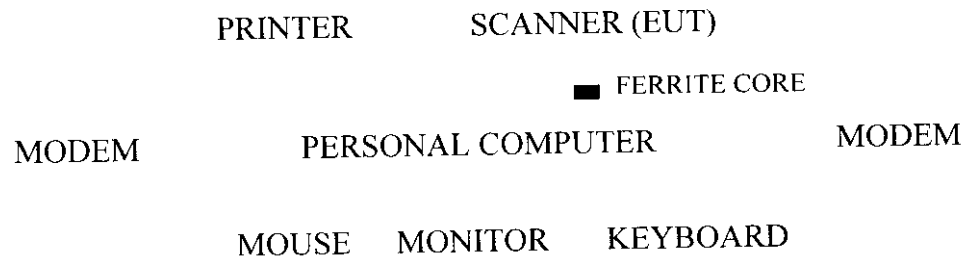 PRINTER SCANNER (EUT)
FERRITE CORE
MODEM PERSONAL COMPUTER MODEM
MOUSE MONITOR KEYBOARD